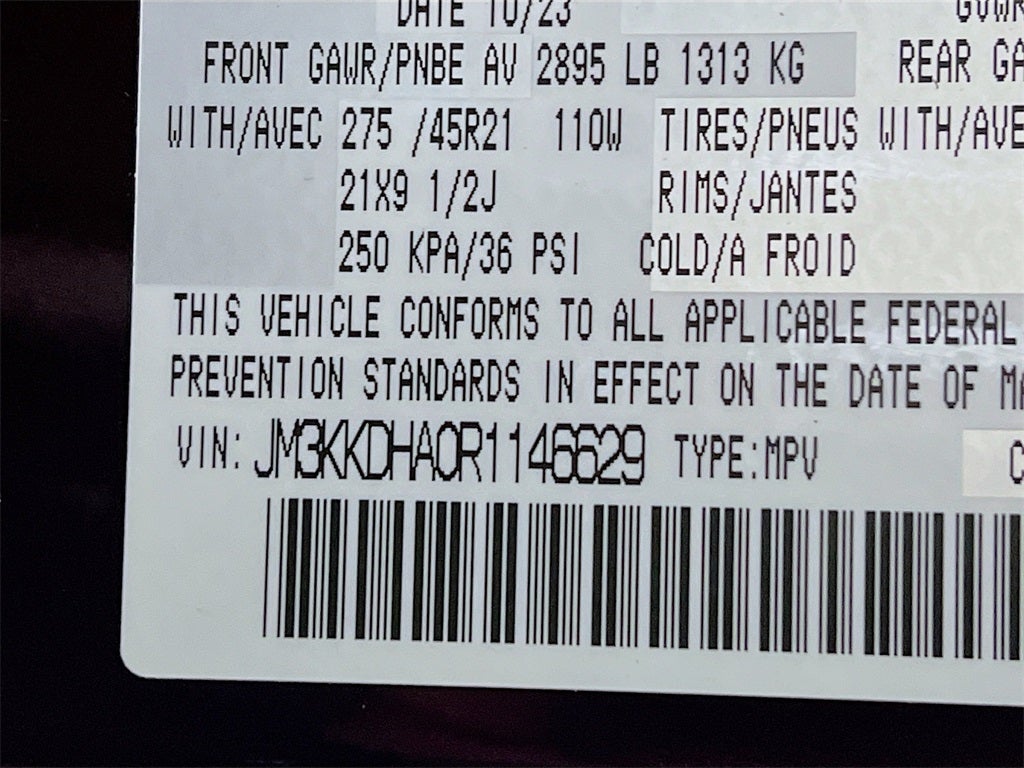 DATE 10/23 GVWR
FRONT GAWR/PNBE AV 2895 LB 1313 KG REAR GA
WITH/AVEC 275 /45R21 110W TIRES/PNEUS WITH/AVE
21X9 1/2J RIMS/JANTES
250 KPA/36 PSI COLD/A FROID
THIS VEHICLE CONFORMS TO ALL APPLICABLE FEDERAL
PREVENTION STANDARDS IN EFFECT ON THE DATE OF MA
VIN: JM3KKDHA0R1146629 TYPE:MPV C